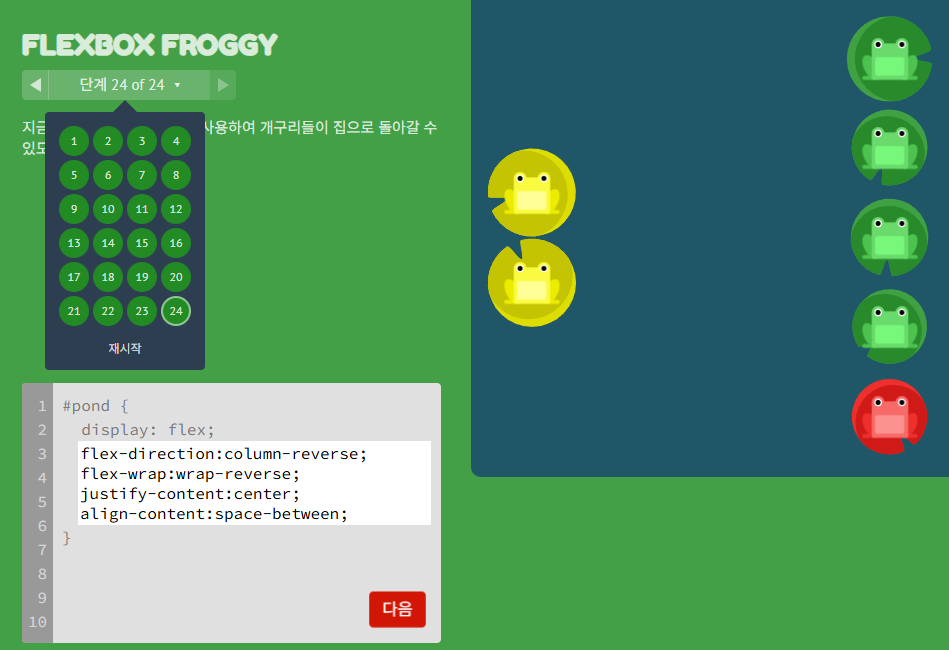 FLEXBOX FROGGY
◀ 단계 24 of 24 ▾ ▶
지금 사용하여 개구리들이 집으로 돌아갈 수
있도
1 2 3 4
5 6 7 8
9 10 11 12
13 14 15 16
17 18 19 20
21 22 23 24
재시작
1 #pond {
2 display: flex;
3 flex-direction:column-reverse;
4 flex-wrap:wrap-reverse;
5 justify-content:center;
6 align-content:space-between;
7 }
8
9
10
다음